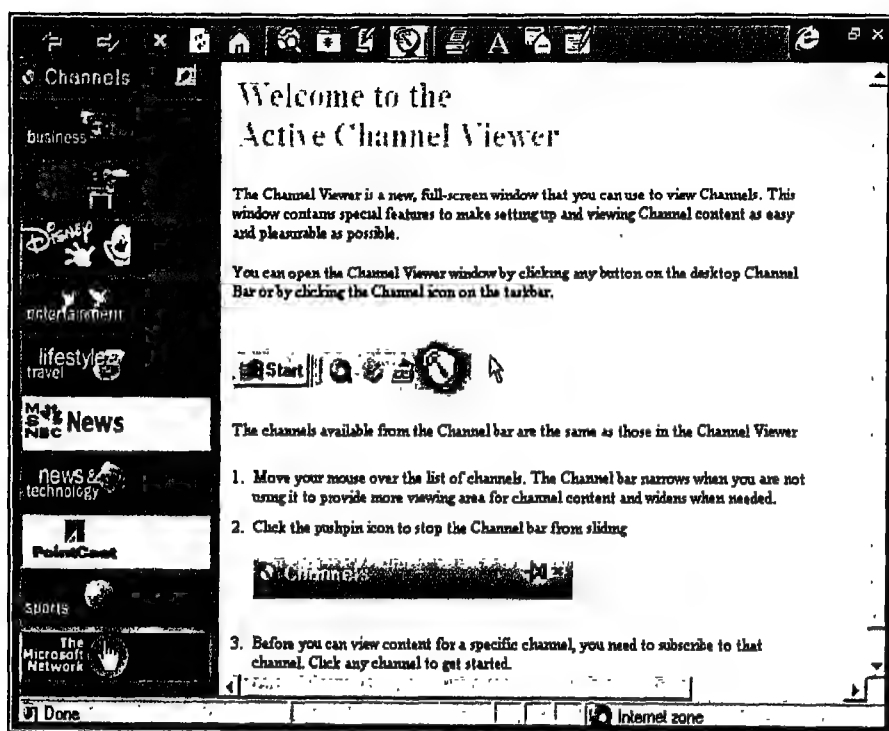 Channels
Welcome to the
Active Channel Viewer
business
The Channel Viewer is a new, full-screen window that you can use to view Channels. This
window contains special features to make setting up and viewing Channel content as easy
and pleasurable as possible.
Disney
You can open the Channel Viewer window by clicking any button on the desktop Channel
Bar or by clicking the Channel icon on the taskbar.
entertainment
lifestyle
travel
Start
MSNBC News
The channels available from the Channel bar are the same as those in the Channel Viewer
news &
technology
1. Move your mouse over the list of channels. The Channel bar narrows when you are not
using it to provide more viewing area for channel content and widens when needed.
2. Click the pushpin icon to stop the Channel bar from sliding
PointCast
Channels
sports
The
Microsoft
Network
3. Before you can view content for a specific channel, you need to subscribe to that
channel. Click any channel to get started.
Done
Internet zone